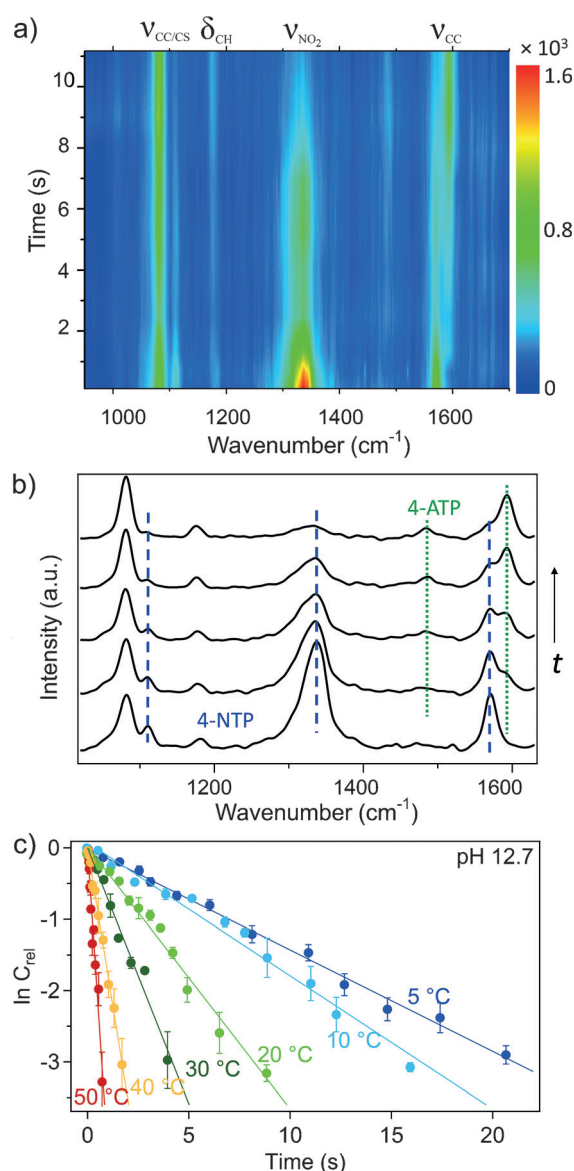 a)
ν_CC/CS δ_CH ν_NO₂ ν_CC
× 10³
10
8
6
4
2
Time (s)
1.6
0.8
0
1000 1200 1400 1600
Wavenumber (cm⁻¹)
b)
4-ATP
Intensity (a.u.)
t
4-NTP
1200 1400 1600
Wavenumber (cm⁻¹)
c)
pH 12.7
0
-1
-2
-3
ln C_rel
5 °C
10 °C
20 °C
30 °C
40 °C
50 °C
0 5 10 15 20
Time (s)